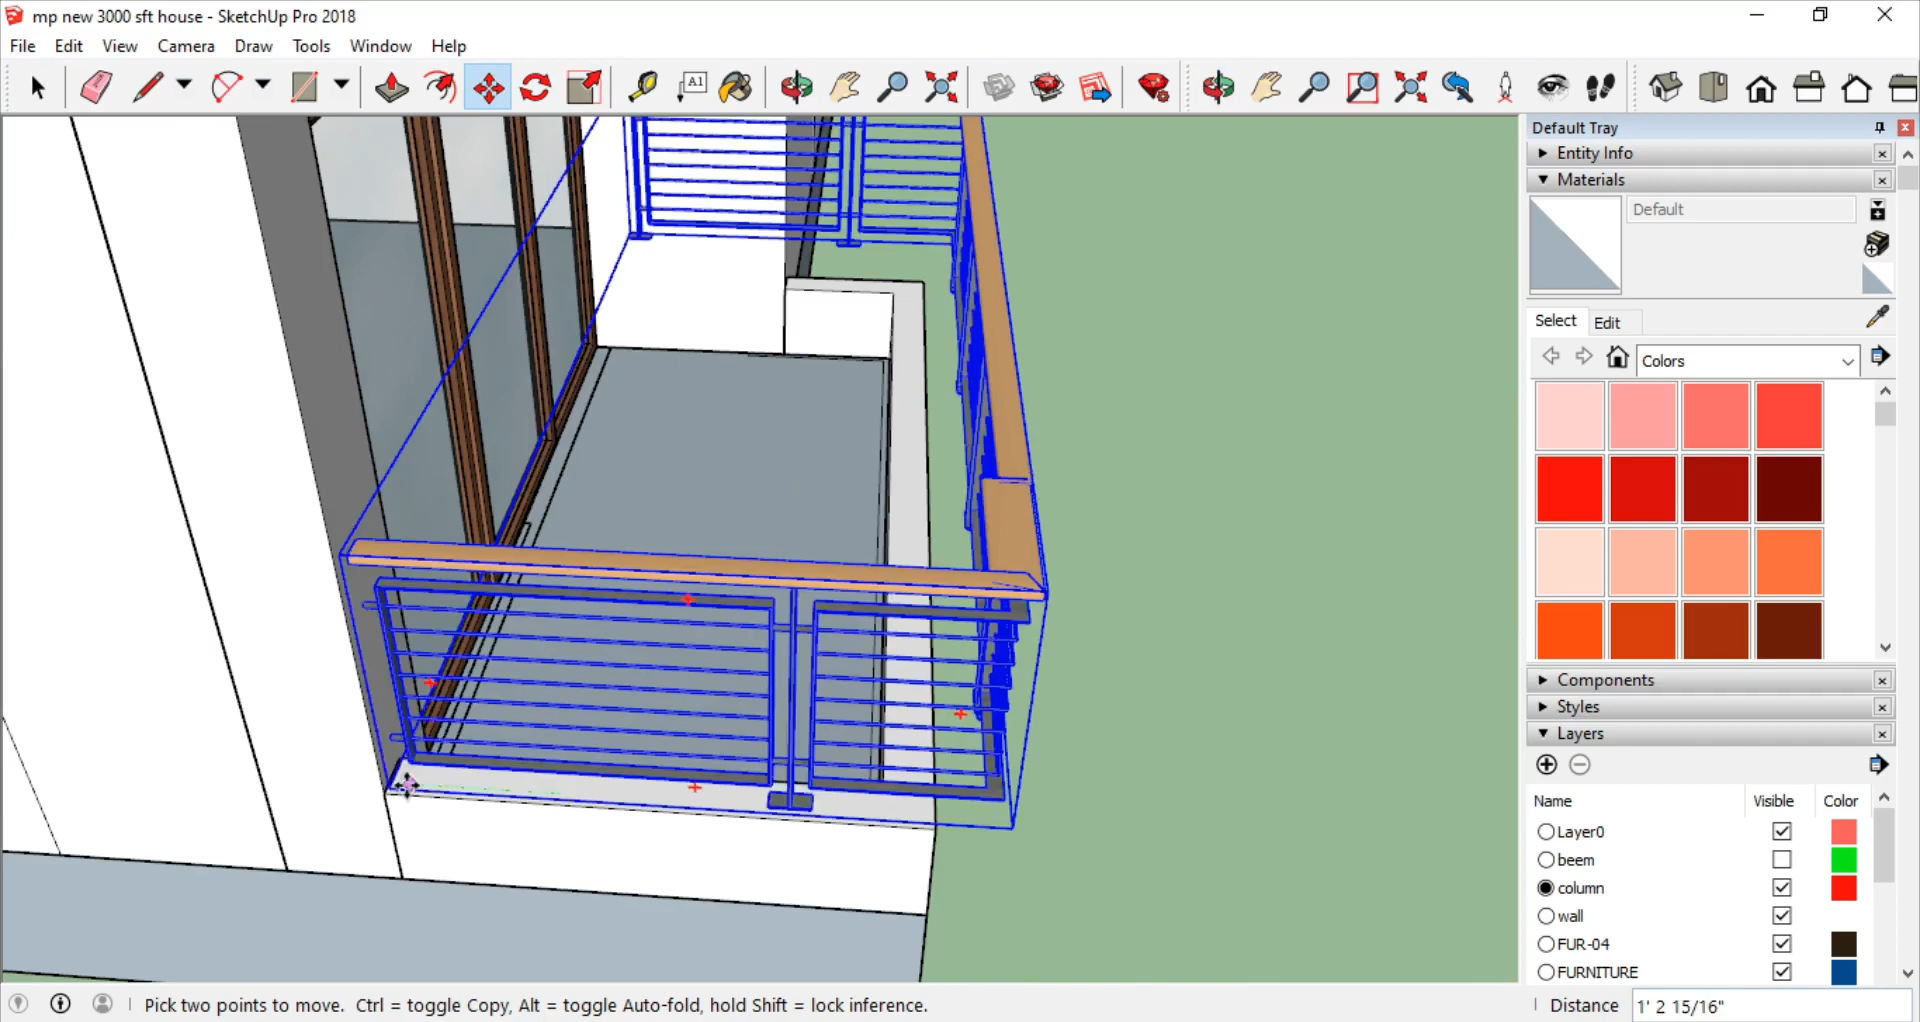 mp new 3000 sft house - SketchUp Pro 2018
File Edit View Camera Draw Tools Window Help
A1
Default Tray
Entity Info
Materials
Default
Select Edit
Colors
Components
Styles
Layers
Name Visible Color
Layer0
beem
column
wall
FUR-04
FURNITURE
Pick two points to move. Ctrl = toggle Copy, Alt = toggle Auto-fold, hold Shift = lock inference.
Distance 1' 2 15/16"